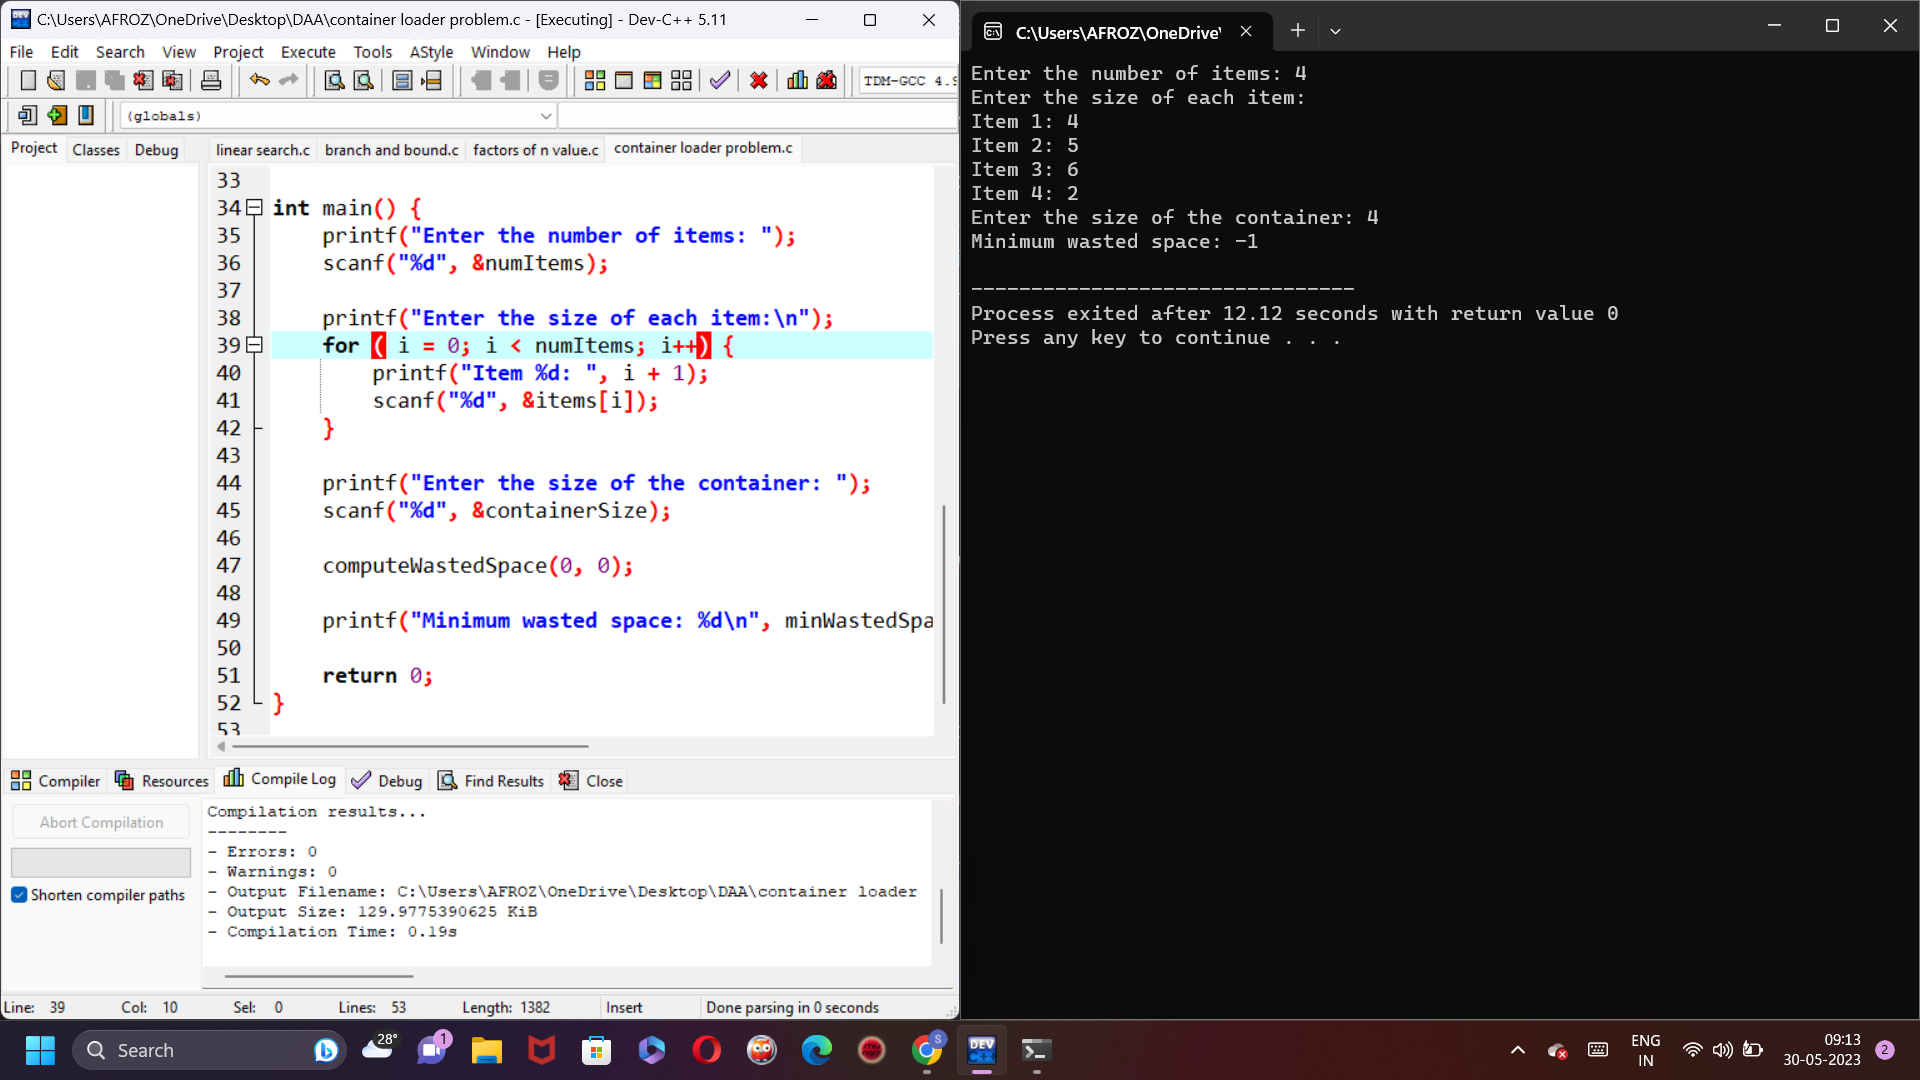 C:\Users\AFROZ\OneDrive\Desktop\DAA\container loader problem.c - [Executing] - Dev-C++ 5.11
File Edit Search View Project Execute Tools AStyle Window Help
TDM-GCC 4.9
(globals)
Project Classes Debug
linear search.c branch and bound.c factors of n value.c container loader problem.c
33
34 int main() {
35 printf("Enter the number of items: ");
36 scanf("%d", &numItems);
37
38 printf("Enter the size of each item:\n");
39 for ( i = 0; i < numItems; i++) {
40 printf("Item %d: ", i + 1);
41 scanf("%d", &items[i]);
42 }
43
44 printf("Enter the size of the container: ");
45 scanf("%d", &containerSize);
46
47 computeWastedSpace(0, 0);
48
49 printf("Minimum wasted space: %d\n", minWastedSpa
50
51 return 0;
52 }
53
Compiler Resources Compile Log Debug Find Results Close
Abort Compilation
Shorten compiler paths
Compilation results...
--------
- Errors: 0
- Warnings: 0
- Output Filename: C:\Users\AFROZ\OneDrive\Desktop\DAA\container loader
- Output Size: 129.9775390625 KiB
- Compilation Time: 0.19s
Line: 39 Col: 10 Sel: 0 Lines: 53 Length: 1382 Insert Done parsing in 0 seconds
C:\Users\AFROZ\OneDrive\
Enter the number of items: 4
Enter the size of each item:
Item 1: 4
Item 2: 5
Item 3: 6
Item 4: 2
Enter the size of the container: 4
Minimum wasted space: -1
--------------------------------
Process exited after 12.12 seconds with return value 0
Press any key to continue . . .
Search
28°
1
S
DEV
C++
ENG
IN
09:13
30-05-2023
2